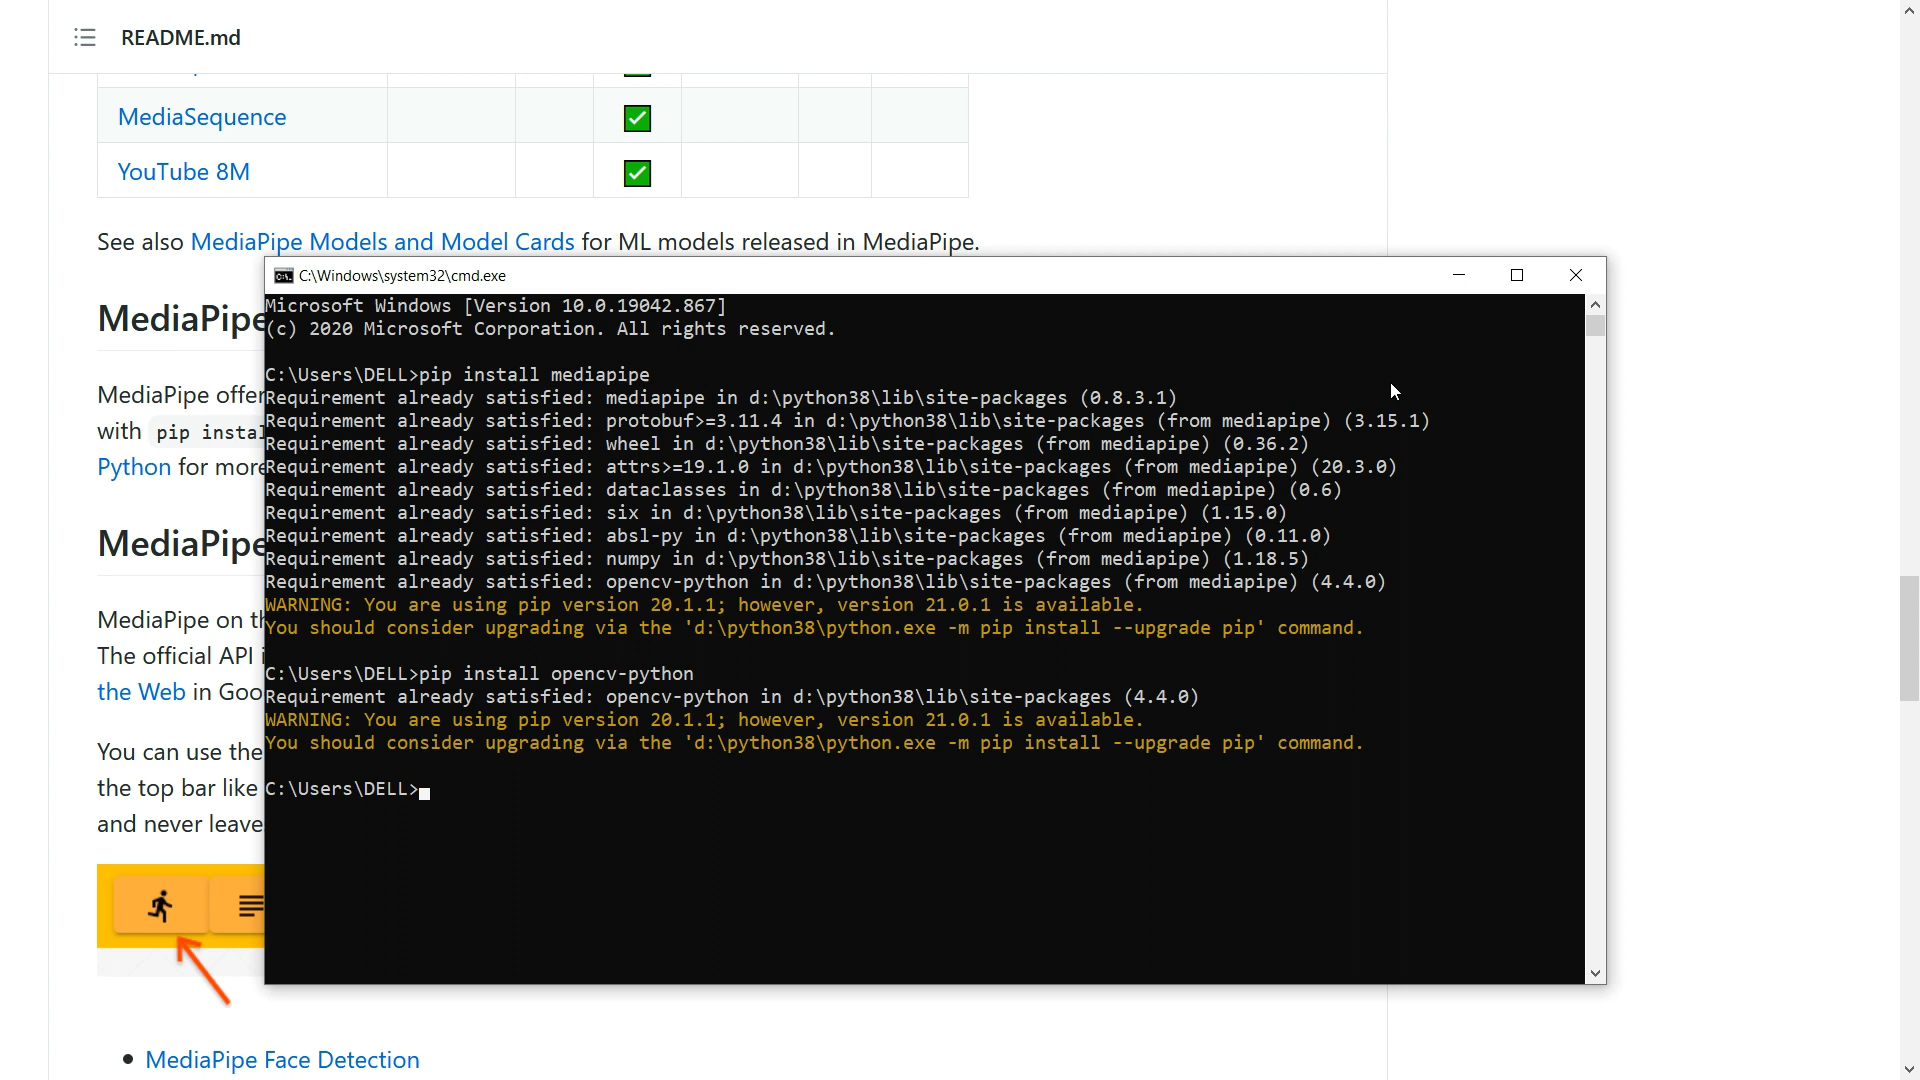 README.md
MediaSequence
YouTube 8M
See also MediaPipe Models and Model Cards for ML models released in MediaPipe.
MediaPipe
MediaPipe offer
with pip instal
Python for more
MediaPipe
MediaPipe on th
The official API i
the Web in Goo
You can use the
the top bar like
and never leave
C:\Windows\system32\cmd.exe
Microsoft Windows [Version 10.0.19042.867]
(c) 2020 Microsoft Corporation. All rights reserved.
C:\Users\DELL>pip install mediapipe
Requirement already satisfied: mediapipe in d:\python38\lib\site-packages (0.8.3.1)
Requirement already satisfied: protobuf>=3.11.4 in d:\python38\lib\site-packages (from mediapipe) (3.15.1)
Requirement already satisfied: wheel in d:\python38\lib\site-packages (from mediapipe) (0.36.2)
Requirement already satisfied: attrs>=19.1.0 in d:\python38\lib\site-packages (from mediapipe) (20.3.0)
Requirement already satisfied: dataclasses in d:\python38\lib\site-packages (from mediapipe) (0.6)
Requirement already satisfied: six in d:\python38\lib\site-packages (from mediapipe) (1.15.0)
Requirement already satisfied: absl-py in d:\python38\lib\site-packages (from mediapipe) (0.11.0)
Requirement already satisfied: numpy in d:\python38\lib\site-packages (from mediapipe) (1.18.5)
Requirement already satisfied: opencv-python in d:\python38\lib\site-packages (from mediapipe) (4.4.0)
WARNING: You are using pip version 20.1.1; however, version 21.0.1 is available.
You should consider upgrading via the 'd:\python38\python.exe -m pip install --upgrade pip' command.
C:\Users\DELL>pip install opencv-python
Requirement already satisfied: opencv-python in d:\python38\lib\site-packages (4.4.0)
WARNING: You are using pip version 20.1.1; however, version 21.0.1 is available.
You should consider upgrading via the 'd:\python38\python.exe -m pip install --upgrade pip' command.
C:\Users\DELL>
MediaPipe Face Detection